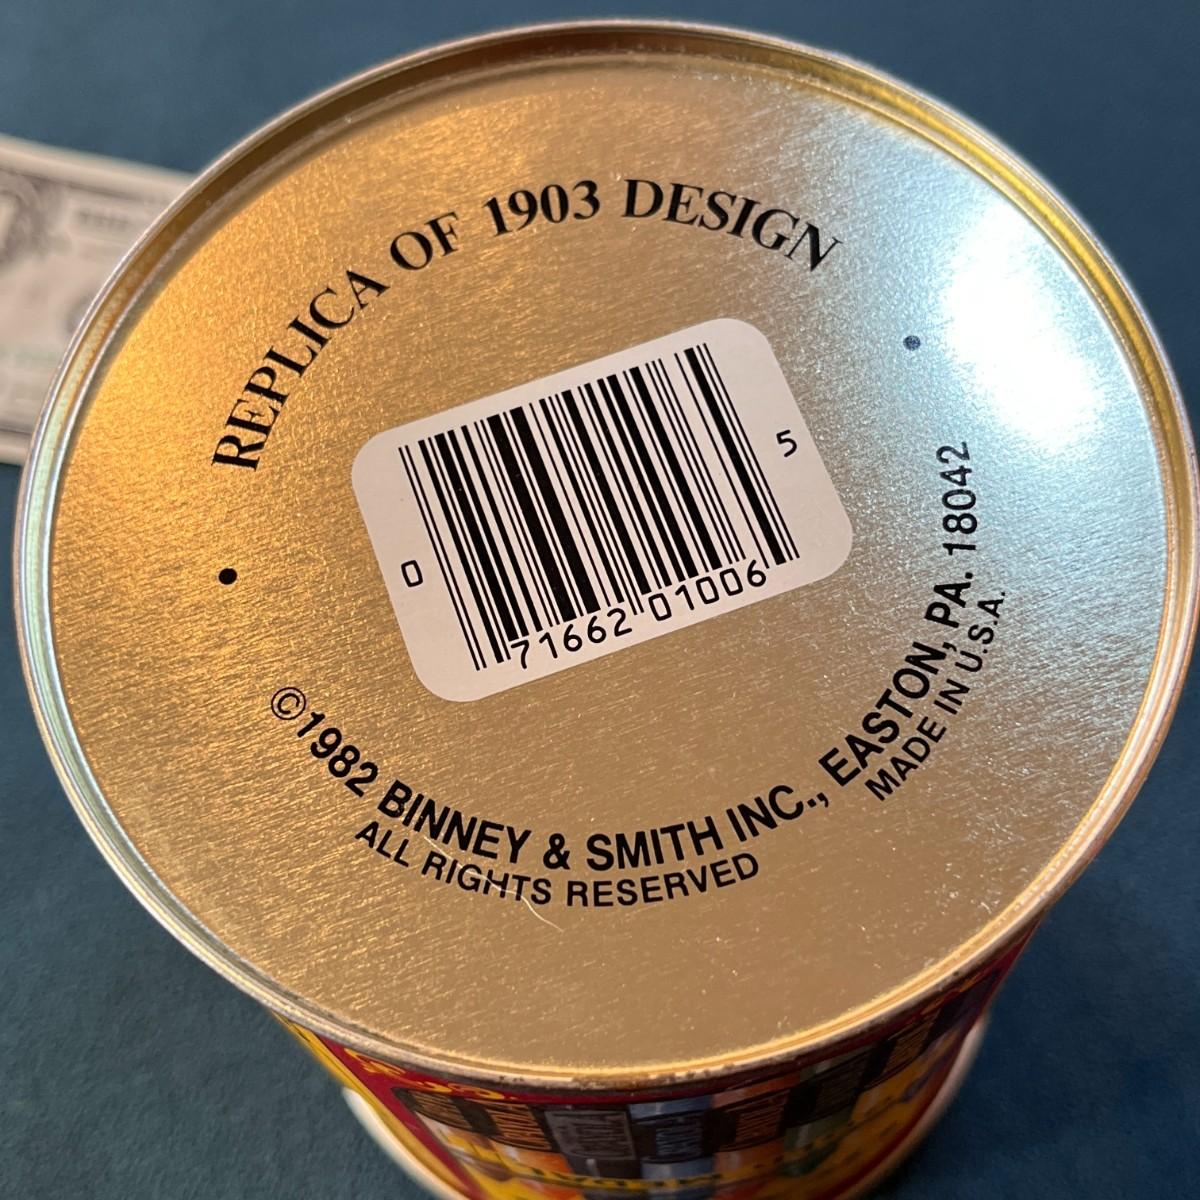 REPLICA OF 1903 DESIGN
0 71662 01006 5
©1982 BINNEY & SMITH INC., EASTON, PA. 18042
ALL RIGHTS RESERVED
MADE IN U.S.A.